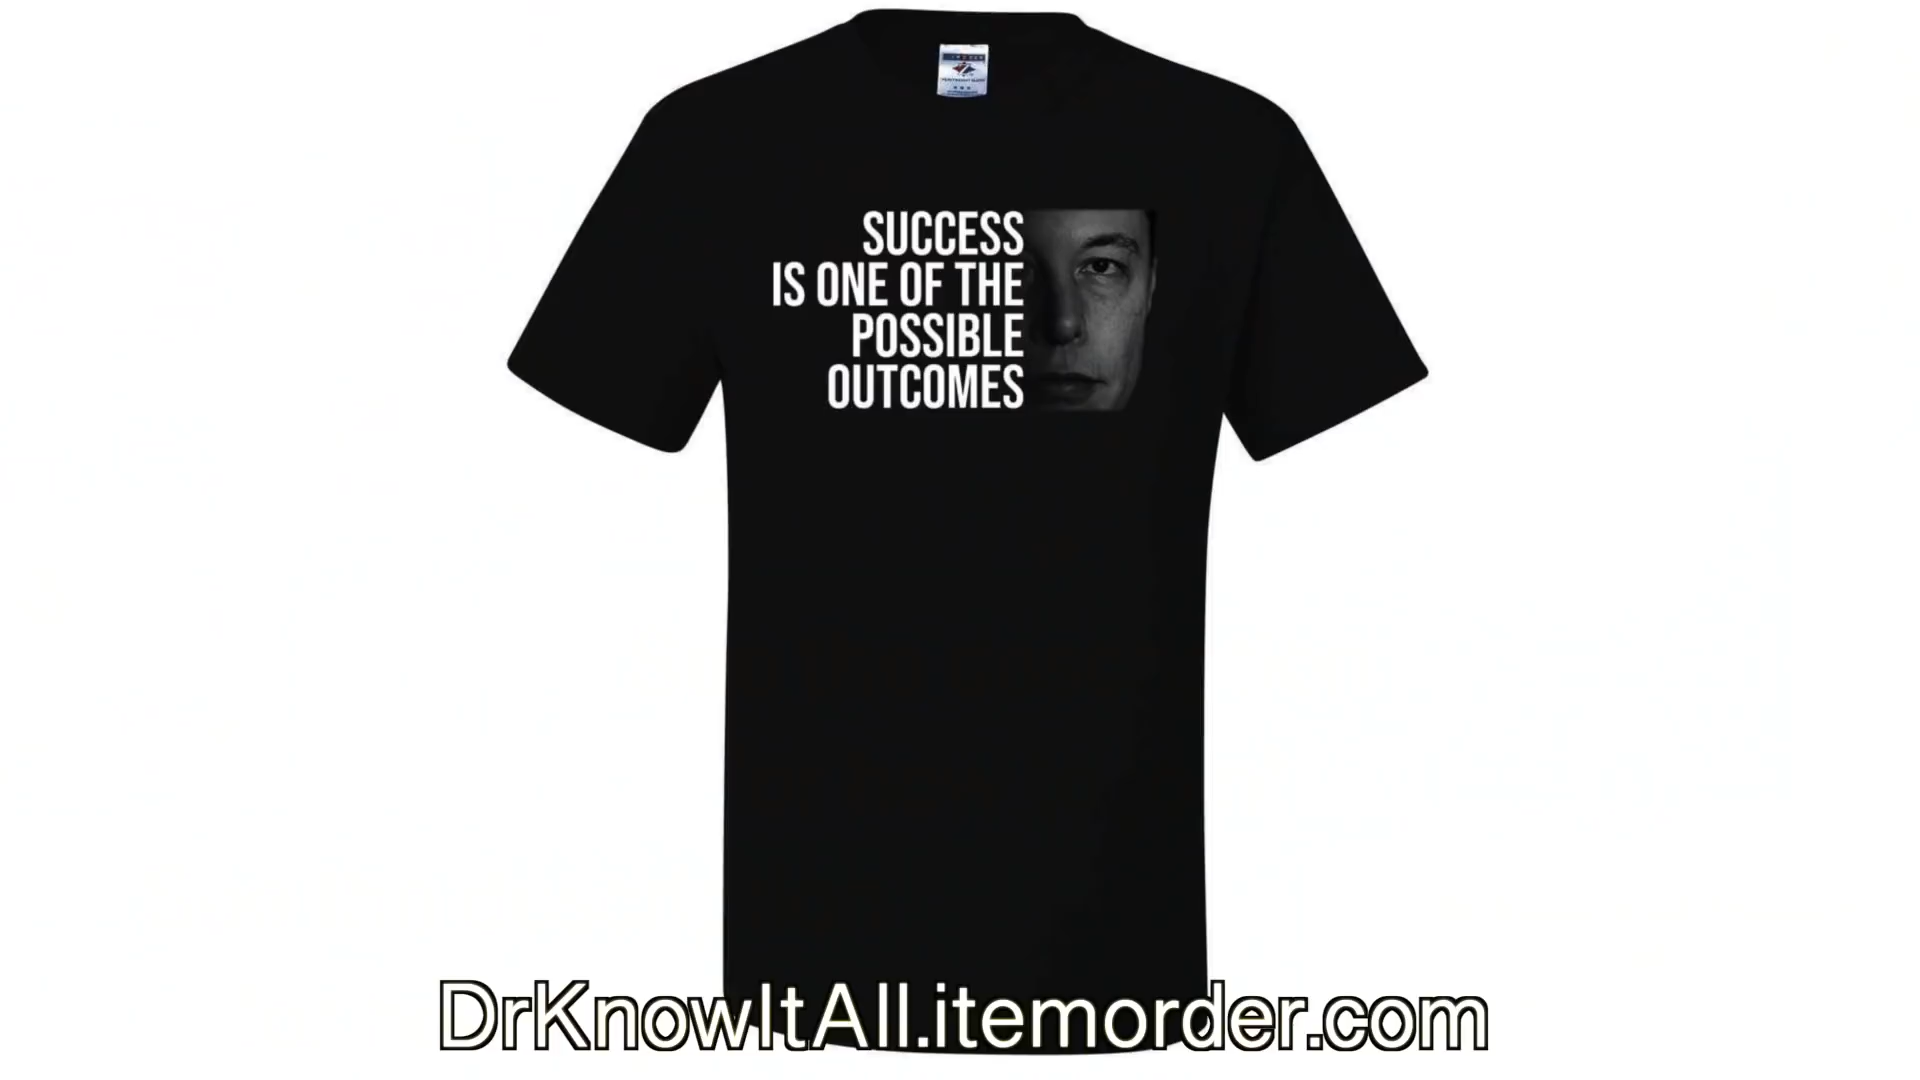 SUCCESS
IS ONE OF THE
POSSIBLE
OUTCOMES
DrKnowItAll.itemorder.com